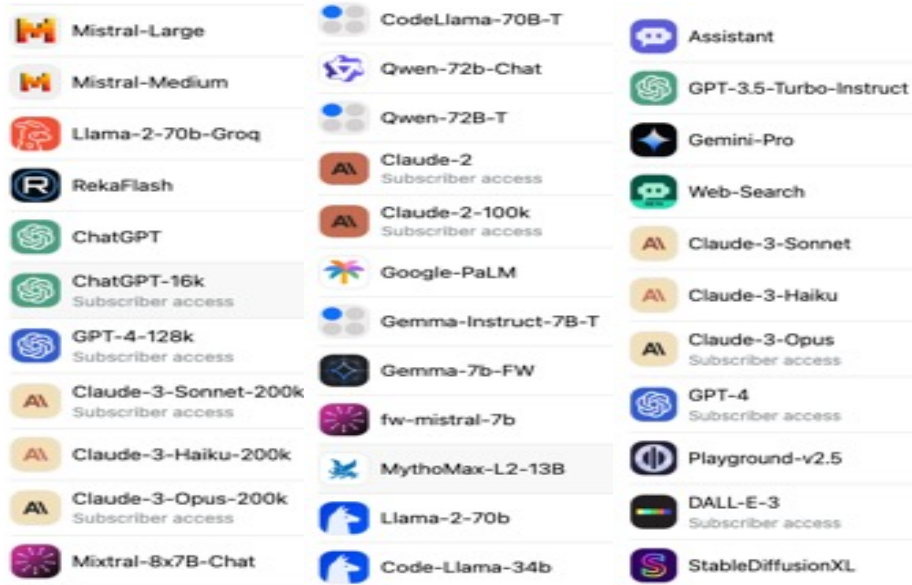 Mistral-Large
Mistral-Medium
Llama-2-70b-Groq
RekaFlash
ChatGPT
ChatGPT-16k
Subscriber access
GPT-4-128k
Subscriber access
Claude-3-Sonnet-200k
Subscriber access
Claude-3-Haiku-200k
Claude-3-Opus-200k
Subscriber access
Mixtral-8x7B-Chat
CodeLlama-70B-T
Qwen-72b-Chat
Qwen-72B-T
Claude-2
Subscriber access
Claude-2-100k
Subscriber access
Google-PaLM
Gemma-Instruct-7B-T
Gemma-7b-FW
fw-mistral-7b
MythoMax-L2-13B
Llama-2-70b
Code-Llama-34b
Assistant
GPT-3.5-Turbo-Instruct
Gemini-Pro
Web-Search
Claude-3-Sonnet
Claude-3-Haiku
Claude-3-Opus
Subscriber access
GPT-4
Subscriber access
Playground-v2.5
DALL-E-3
Subscriber access
StableDiffusionXL